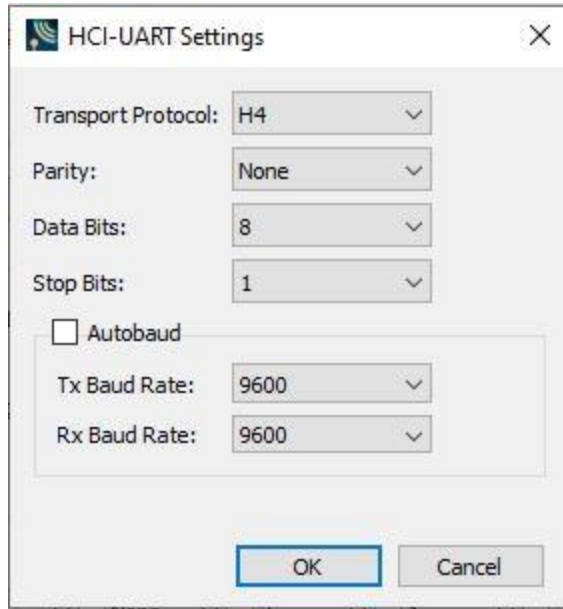 HCI-UART Settings
Transport Protocol: H4
Parity: None
Data Bits: 8
Stop Bits: 1
Autobaud
Tx Baud Rate: 9600
Rx Baud Rate: 9600
OK Cancel